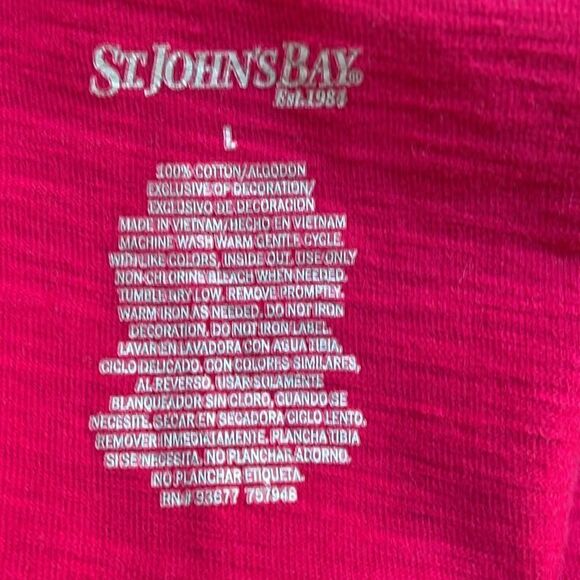 ST. JOHN'S BAY®
Est. 1983
L
100% COTTON/ALGODON
EXCLUSIVE OF DECORATION/
EXCLUSIVO DE DECORACION
MADE IN VIETNAM/HECHO EN VIETNAM
MACHINE WASH WARM GENTLE CYCLE
WITH LIKE COLORS, INSIDE OUT. USE ONLY
NON-CHLORINE BLEACH WHEN NEEDED.
TUMBLE DRY LOW. REMOVE PROMPTLY.
WARM IRON AS NEEDED. DO NOT IRON
DECORATION. DO NOT IRON LABEL.
LAVAR EN LAVADORA CON AGUA TIBIA,
CICLO DELICADO, CON COLORES SIMILARES,
AL REVERSO, USAR SOLAMENTE
BLANQUEADOR SIN CLORO, CUANDO SE
NECESITE. SECAR EN SECADORA CICLO LENTO.
REMOVER INMEDIATAMENTE. PLANCHA TIBIA
SI SE NECESITA. NO PLANCHAR ADORNO.
NO PLANCHAR ETIQUETA.
RN# 93677 757948